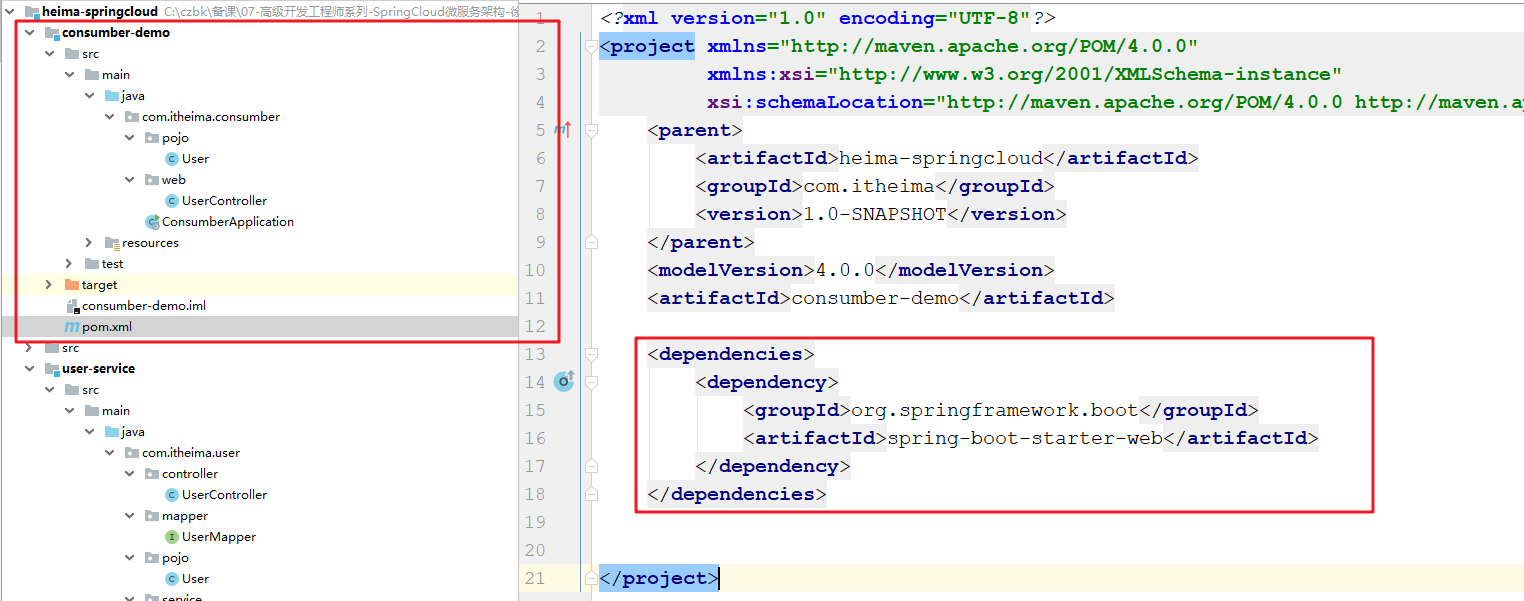 heima-springcloud C:\czbk\备课\07-高级开发工程师系列-SpringCloud微服务架构-徐
consumber-demo
src
main
java
com.itheima.consumber
pojo
User
web
UserController
ConsumberApplication
resources
test
target
consumber-demo.iml
pom.xml
src
user-service
src
main
java
com.itheima.user
controller
UserController
mapper
UserMapper
pojo
User
service
1 <?xml version="1.0" encoding="UTF-8"?>
2 <project xmlns="http://maven.apache.org/POM/4.0.0"
3 xmlns:xsi="http://www.w3.org/2001/XMLSchema-instance"
4 xsi:schemaLocation="http://maven.apache.org/POM/4.0.0 http://maven.ap
5 <parent>
6 <artifactId>heima-springcloud</artifactId>
7 <groupId>com.itheima</groupId>
8 <version>1.0-SNAPSHOT</version>
9 </parent>
10 <modelVersion>4.0.0</modelVersion>
11 <artifactId>consumber-demo</artifactId>
12
13 <dependencies>
14 <dependency>
15 <groupId>org.springframework.boot</groupId>
16 <artifactId>spring-boot-starter-web</artifactId>
17 </dependency>
18 </dependencies>
19
20
21 </project>